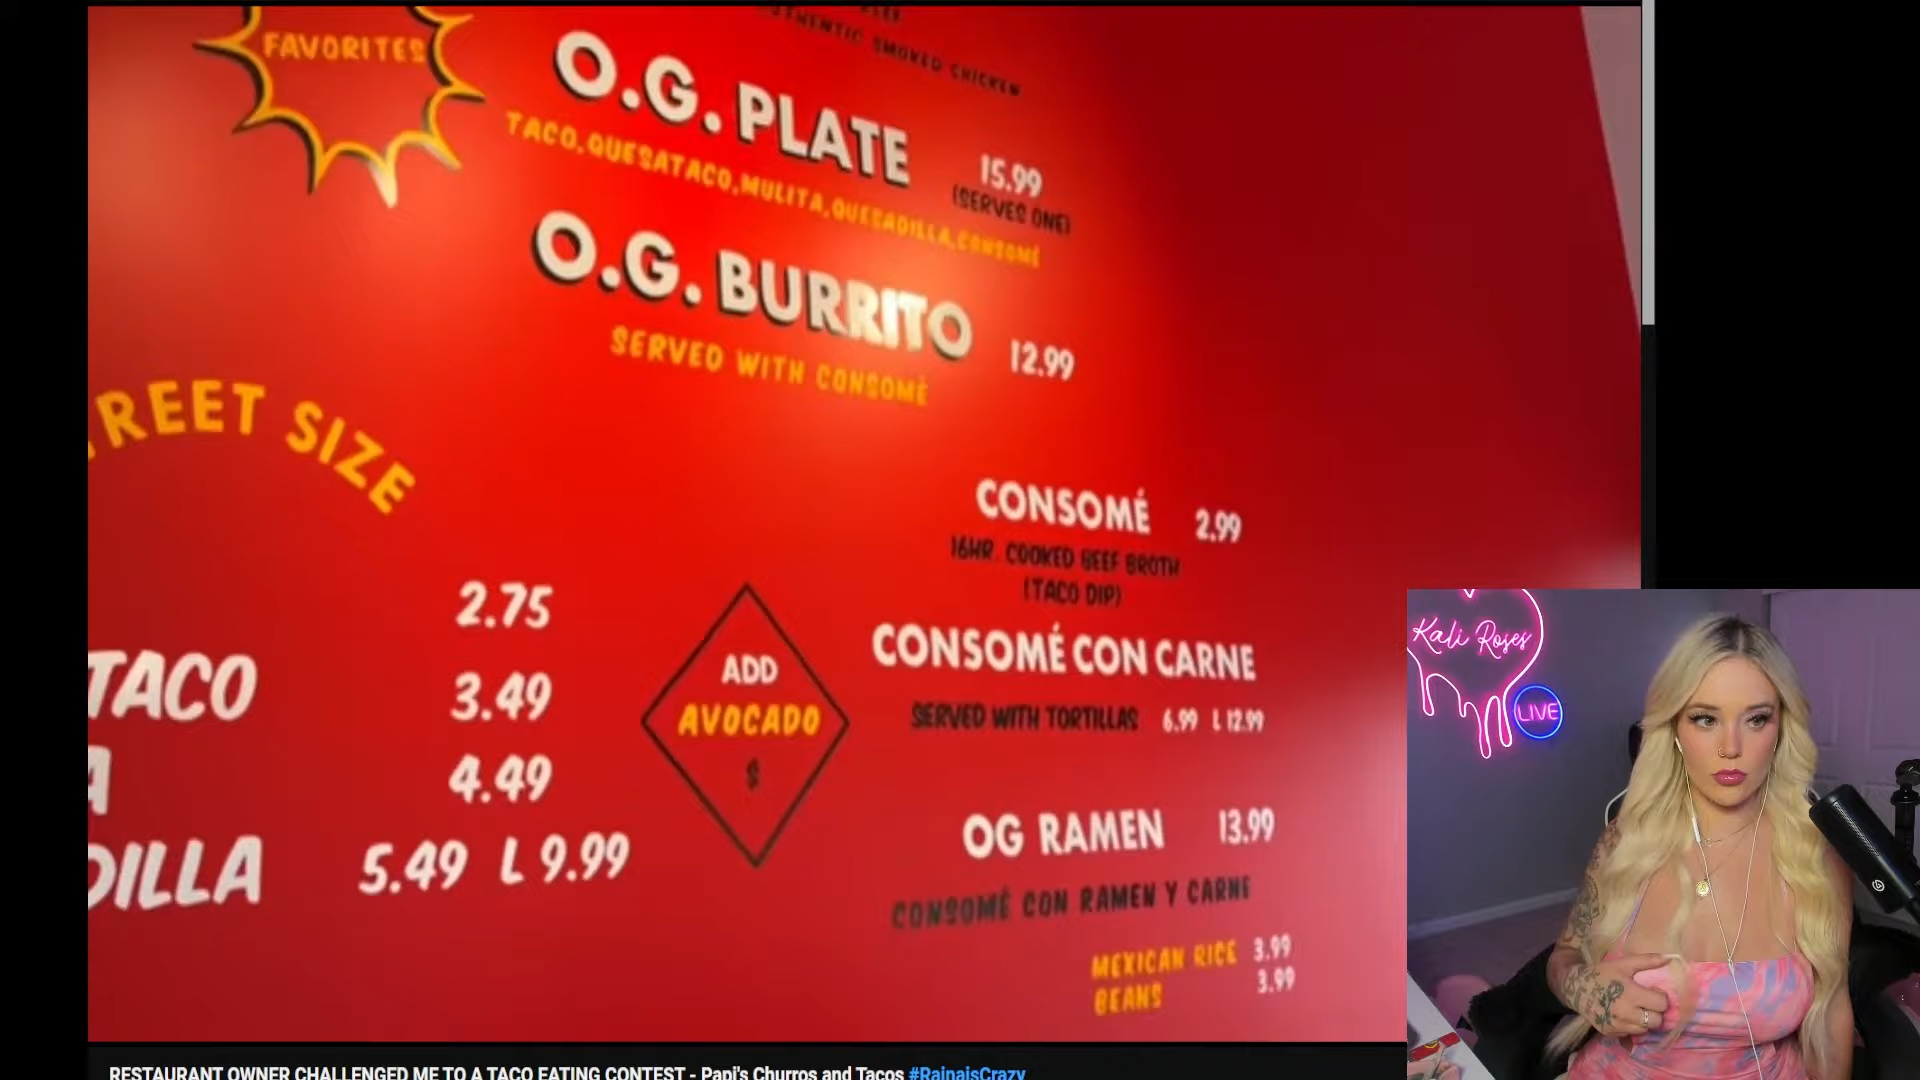 AUTHENTIC SMOKED CHICKEN
FAVORITES
O.G. PLATE 15.99
(SERVES ONE)
TACO, QUESATACO, MULITA, QUESADILLA, CONSOMÉ
O.G. BURRITO 12.99
SERVED WITH CONSOMÉ
REET SIZE
2.75
TACO 3.49
A 4.49
DILLA 5.49 L 9.99
ADD
AVOCADO
$
CONSOMÉ 2.99
16HR. COOKED BEEF BROTH
(TACO DIP)
CONSOMÉ CON CARNE
SERVED WITH TORTILLAS 6.99 L 12.99
OG RAMEN 13.99
CONSOMÉ CON RAMEN Y CARNE
MEXICAN RICE 3.99
BEANS 3.99
Kali Roses
LIVE
RESTAURANT OWNER CHALLENGED ME TO A TACO EATING CONTEST - Papi's Churros and Tacos #RainaisCrazy